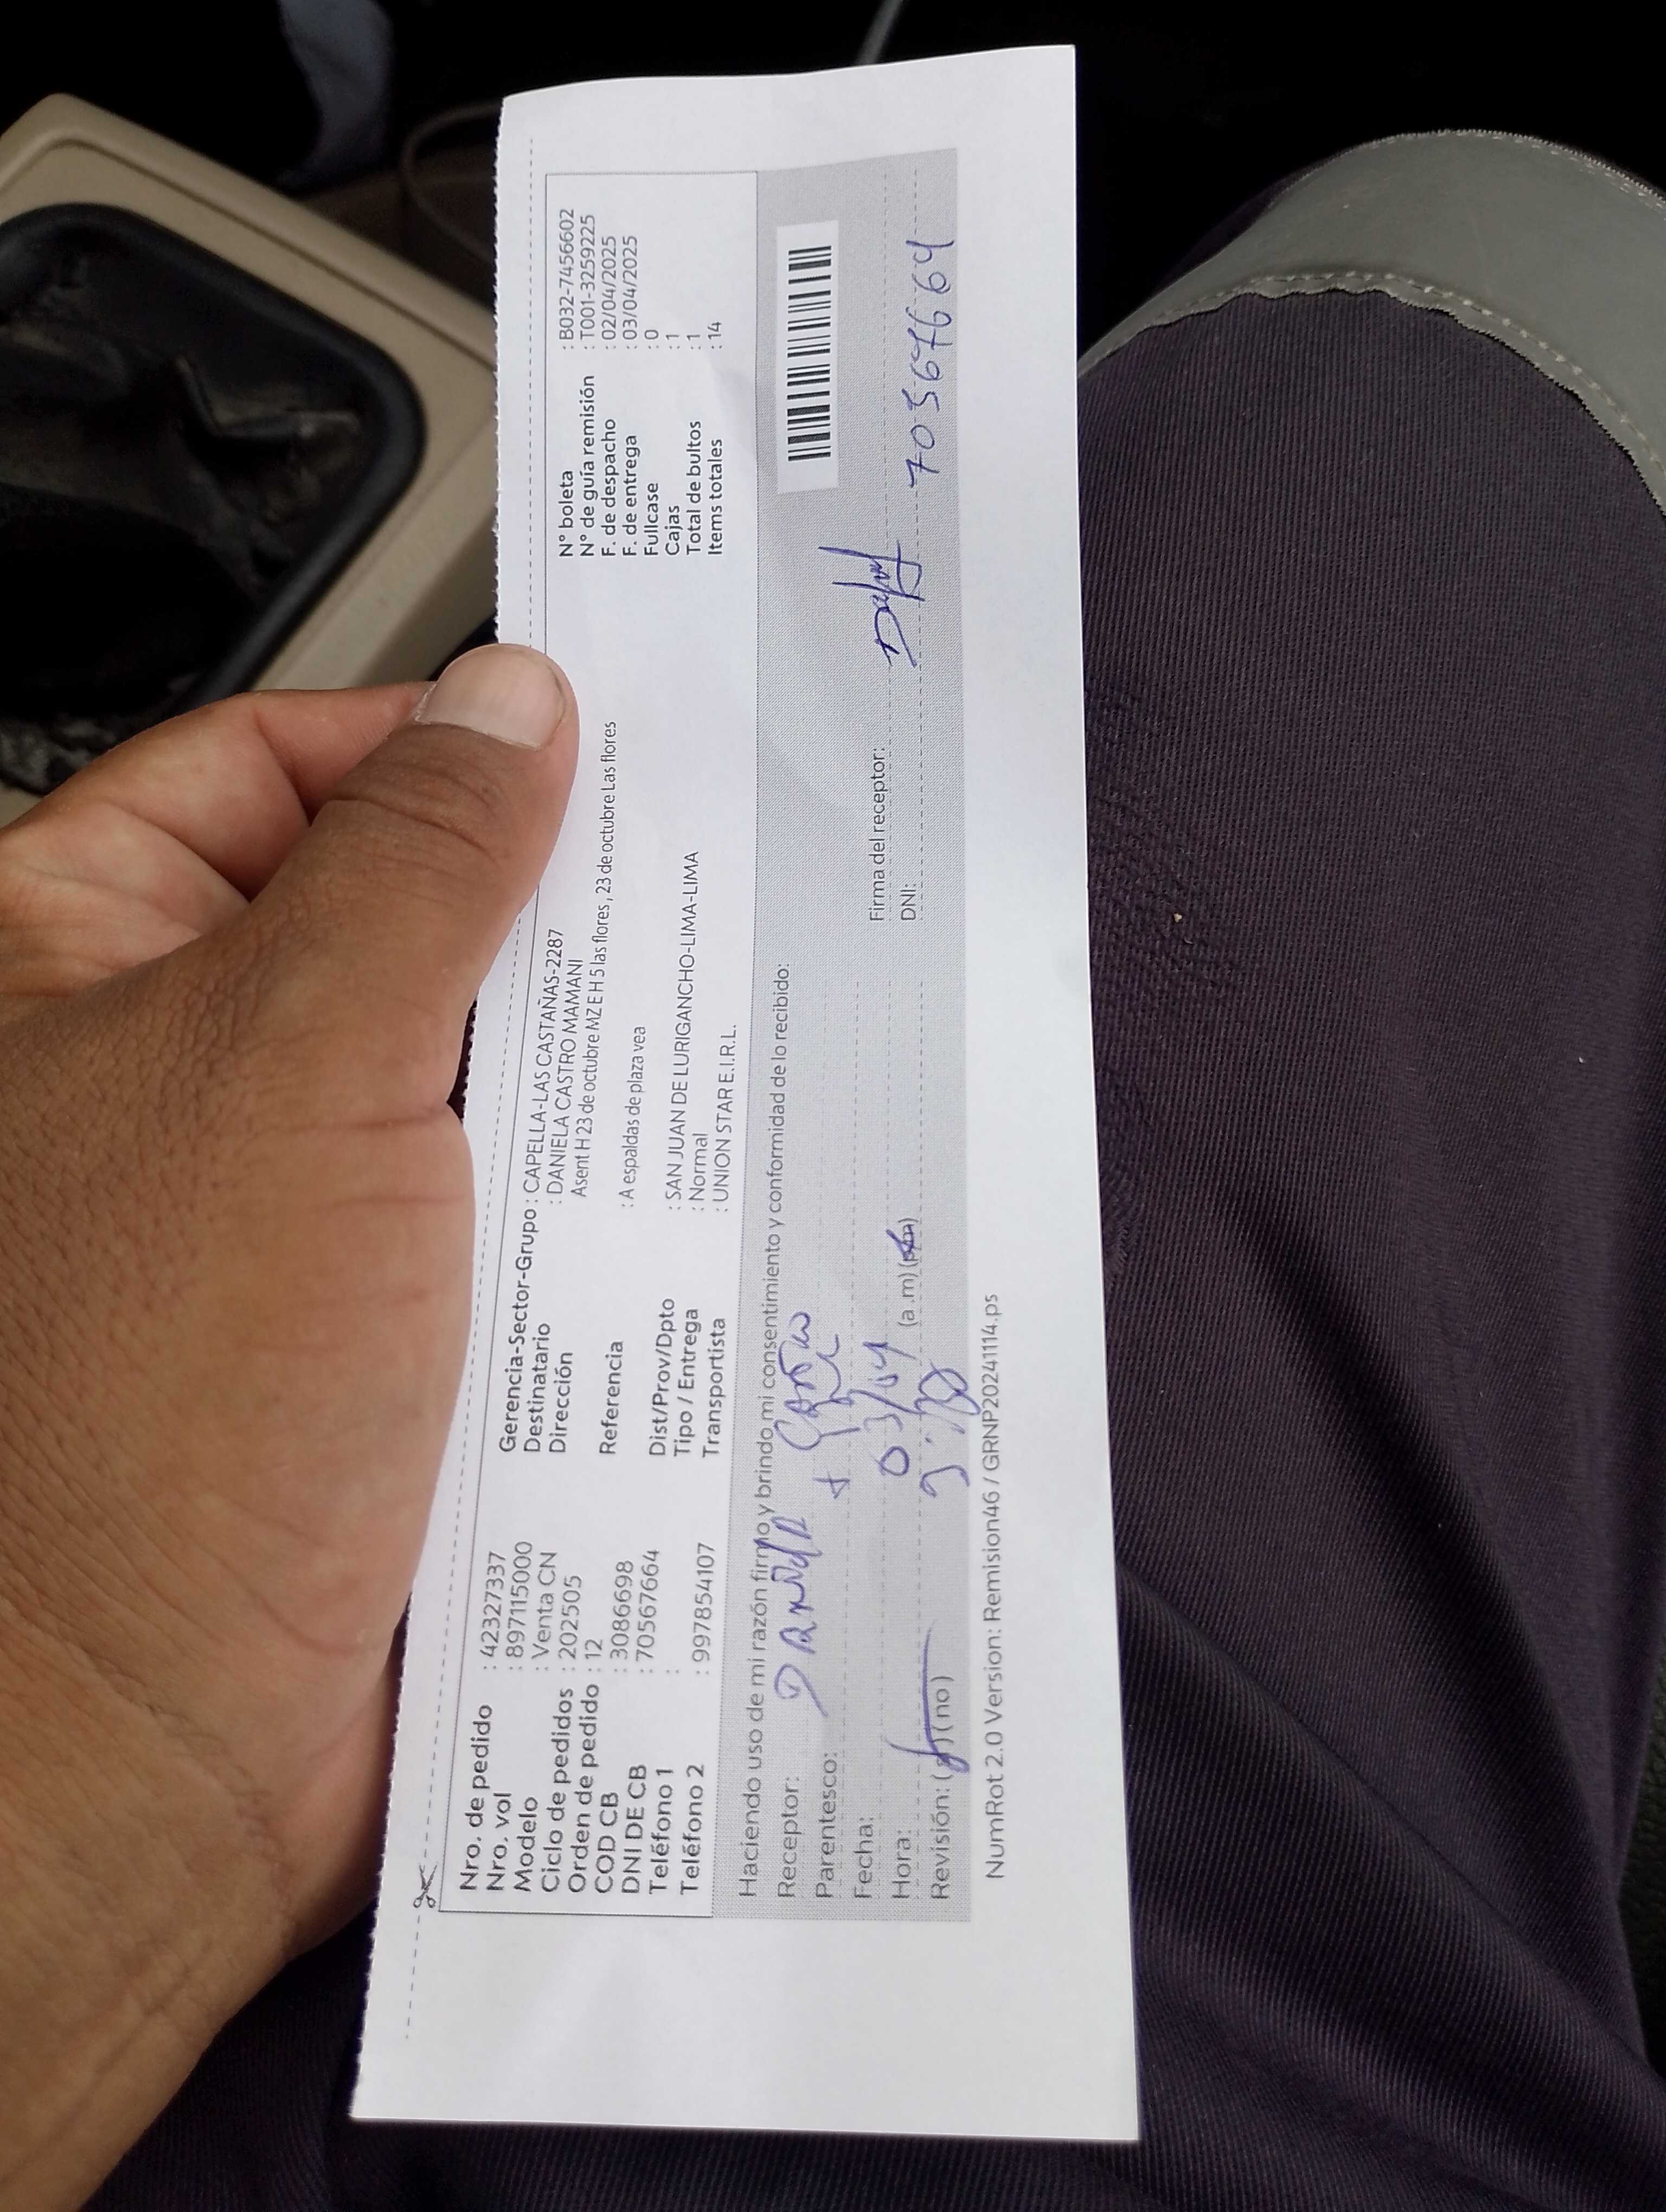 Nro. de pedido : 42327337
Nro. vol : 897115000
Modelo : Venta CN
Ciclo de pedidos : 202505
Orden de pedido : 12
COD CB : 3086698
DNI DE CB : 70567664
Teléfono 1 :
Teléfono 2 : 997854107
Gerencia-Sector-Grupo : CAPELLA-LAS CASTAÑAS-2287
Destinatario : DANIELA CASTRO MAMANI
Dirección Asent H 23 de octubre MZ E H 5 las flores , 23 de octubre Las flores
Referencia : A espaldas de plaza vea
Dist/Prov/Dpto : SAN JUAN DE LURIGANCHO-LIMA-LIMA
Tipo / Entrega : Normal
Transportista : UNION STAR E.I.R.L.
N° boleta : B032-7456602
N° de guía remisión : T001-3259225
F. de despacho : 02/04/2025
F. de entrega : 03/04/2025
Fullcase : 0
Cajas : 1
Total de bultos : 1
Items totales : 14
Haciendo uso de mi razón firmo y brindo mi consentimiento y conformidad de lo recibido:
Receptor: Daniela Castro
Parentesco:
Fecha: 03/04
Hora: (a.m) (p.m)
Revisión: (si) (no)
Firma del receptor:
DNI: 70567664
NumRot 2.0 Version: Remision46 / GRNP20241114.ps